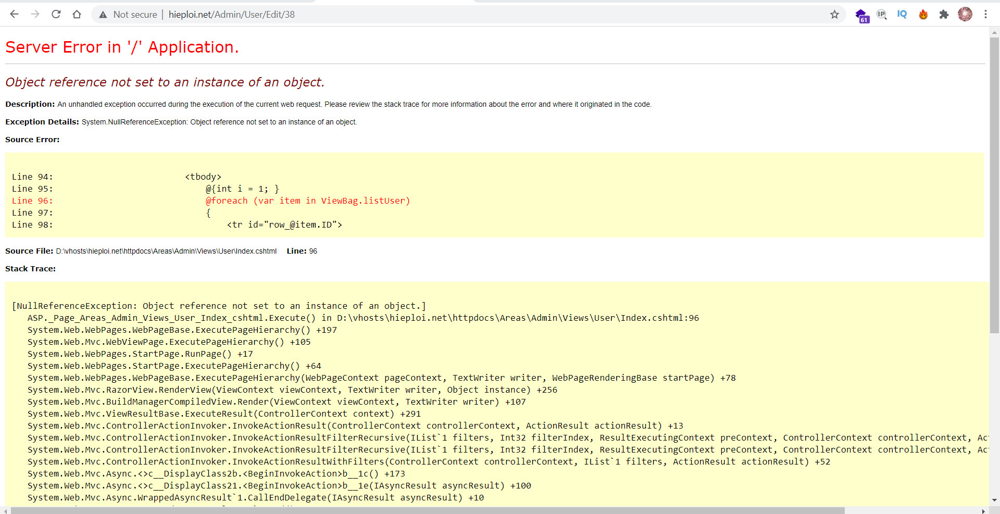 Not secure | hieploi.net/Admin/User/Edit/38
61
IP
IQ
Server Error in '/' Application.
Object reference not set to an instance of an object.
Description: An unhandled exception occurred during the execution of the current web request. Please review the stack trace for more information about the error and where it originated in the code.
Exception Details: System.NullReferenceException: Object reference not set to an instance of an object.
Source Error:
Line 94: <tbody>
Line 95: @{int i = 1; }
Line 96: @foreach (var item in ViewBag.listUser)
Line 97: {
Line 98: <tr id="row_@item.ID">
Source File: D:\vhosts\hieploi.net\httpdocs\Areas\Admin\Views\User\Index.cshtml Line: 96
Stack Trace:
[NullReferenceException: Object reference not set to an instance of an object.]
ASP._Page_Areas_Admin_Views_User_Index_cshtml.Execute() in D:\vhosts\hieploi.net\httpdocs\Areas\Admin\Views\User\Index.cshtml:96
System.Web.WebPages.WebPageBase.ExecutePageHierarchy() +197
System.Web.Mvc.WebViewPage.ExecutePageHierarchy() +105
System.Web.WebPages.StartPage.RunPage() +17
System.Web.WebPages.StartPage.ExecutePageHierarchy() +64
System.Web.WebPages.WebPageBase.ExecutePageHierarchy(WebPageContext pageContext, TextWriter writer, WebPageRenderingBase startPage) +78
System.Web.Mvc.RazorView.RenderView(ViewContext viewContext, TextWriter writer, Object instance) +256
System.Web.Mvc.BuildManagerCompiledView.Render(ViewContext viewContext, TextWriter writer) +107
System.Web.Mvc.ViewResultBase.ExecuteResult(ControllerContext context) +291
System.Web.Mvc.ControllerActionInvoker.InvokeActionResult(ControllerContext controllerContext, ActionResult actionResult) +13
System.Web.Mvc.ControllerActionInvoker.InvokeActionResultFilterRecursive(IList`1 filters, Int32 filterIndex, ResultExecutingContext preContext, ControllerContext controllerContext, Ac
System.Web.Mvc.ControllerActionInvoker.InvokeActionResultFilterRecursive(IList`1 filters, Int32 filterIndex, ResultExecutingContext preContext, ControllerContext controllerContext, Ac
System.Web.Mvc.ControllerActionInvoker.InvokeActionResultWithFilters(ControllerContext controllerContext, IList`1 filters, ActionResult actionResult) +52
System.Web.Mvc.Async.<>c__DisplayClass2b.<BeginInvokeAction>b__1c() +173
System.Web.Mvc.Async.<>c__DisplayClass21.<BeginInvokeAction>b__1e(IAsyncResult asyncResult) +100
System.Web.Mvc.Async.WrappedAsyncResult`1.CallEndDelegate(IAsyncResult asyncResult) +10